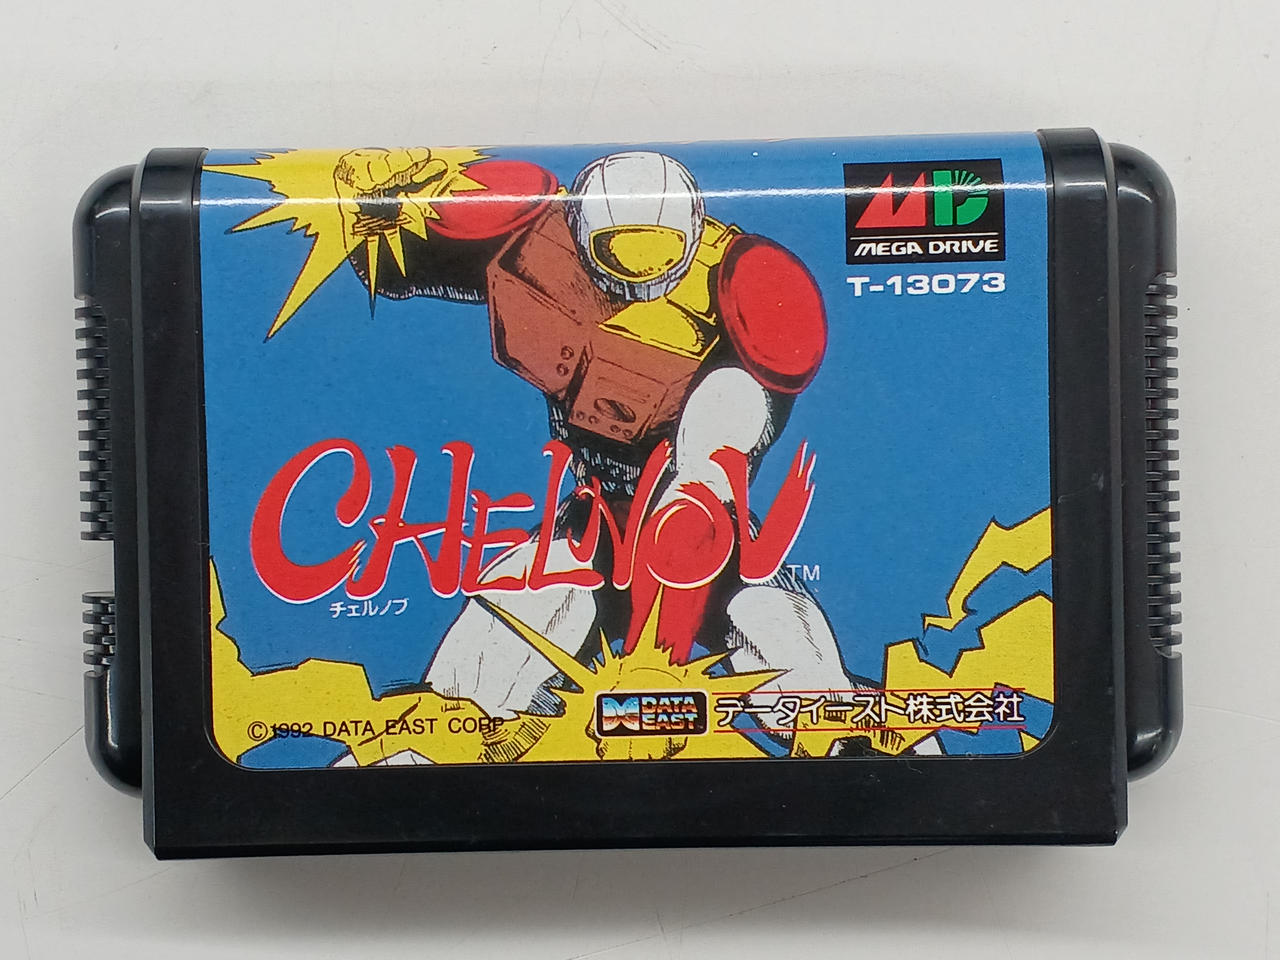 MEGA DRIVE
T-13073
CHELNOV TM
チェルノブ
©1992 DATA EAST CORP
DATA EAST データイースト株式会社